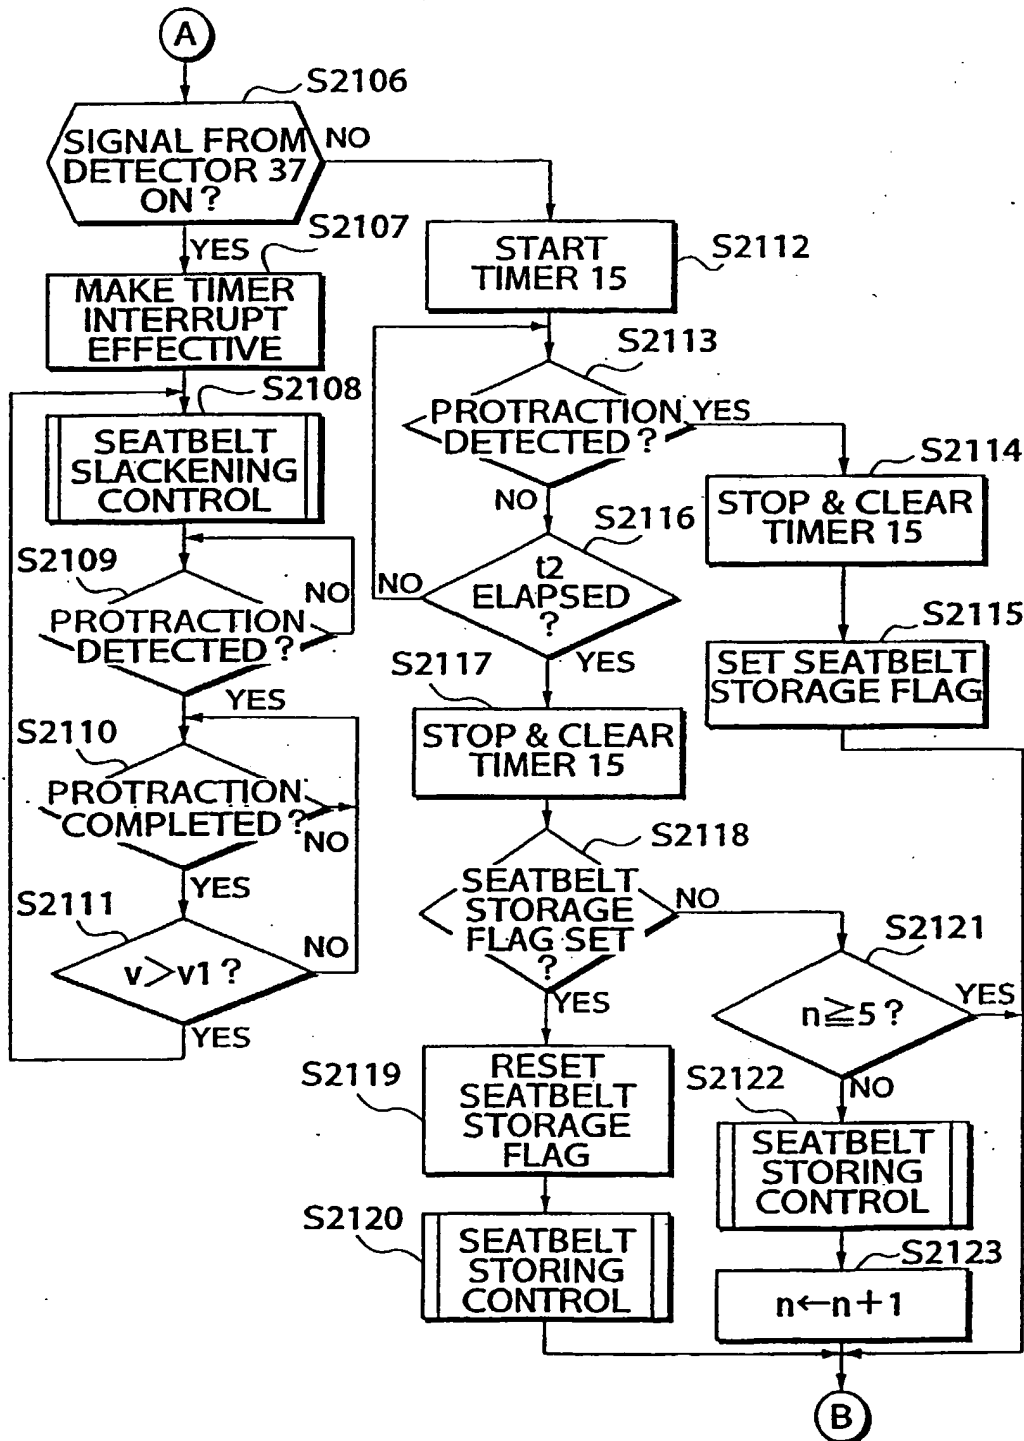 A
S2106
SIGNAL FROM
DETECTOR 37
ON ?
NO
YES
S2107
MAKE TIMER
INTERRUPT
EFFECTIVE
S2108
SEATBELT
SLACKENING
CONTROL
S2109
NO
PROTRACTION
DETECTED ?
YES
S2110
PROTRACTION
COMPLETED ?
NO
YES
S2111
v>v1 ?
NO
YES
START
TIMER 15
S2112
S2113
PROTRACTION
DETECTED ?
YES
NO
S2114
STOP & CLEAR
TIMER 15
S2115
SET SEATBELT
STORAGE FLAG
S2116
t2
ELAPSED
?
NO
YES
S2117
STOP & CLEAR
TIMER 15
S2118
SEATBELT
STORAGE
FLAG SET
?
NO
YES
S2119
RESET
SEATBELT
STORAGE
FLAG
S2120
SEATBELT
STORING
CONTROL
S2121
n≧5 ?
YES
NO
S2122
SEATBELT
STORING
CONTROL
S2123
n←n+1
B